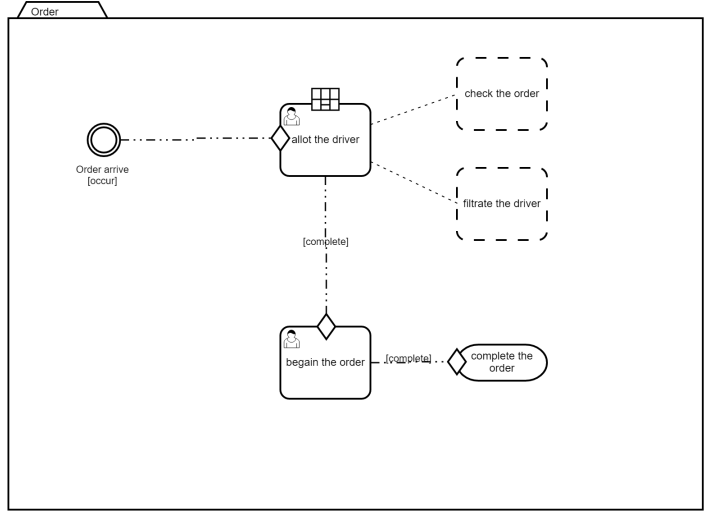 Order
check the order
allot the driver
Order arrive
[occur]
filtrate the driver
[complete]
begain the order
[complete]
complete the
order